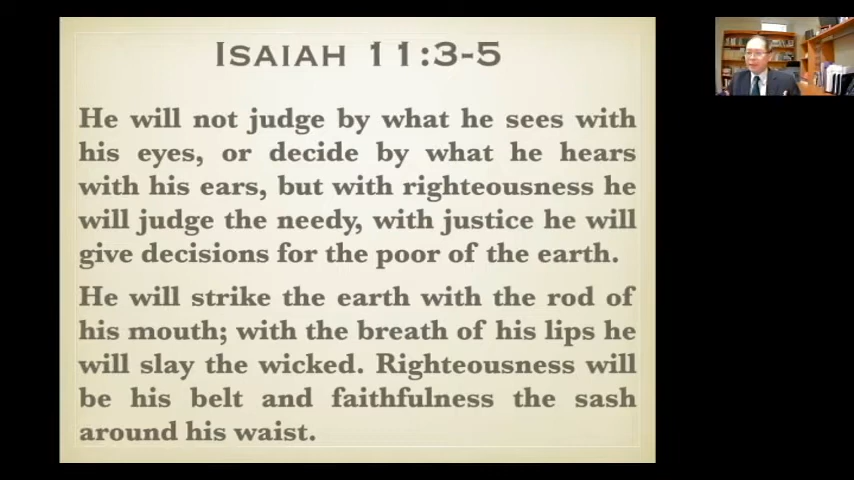 ISAIAH 11:3-5
He will not judge by what he sees with
his eyes, or decide by what he hears
with his ears, but with righteousness he
will judge the needy, with justice he will
give decisions for the poor of the earth.
He will strike the earth with the rod of
his mouth; with the breath of his lips he
will slay the wicked. Righteousness will
be his belt and faithfulness the sash
around his waist.